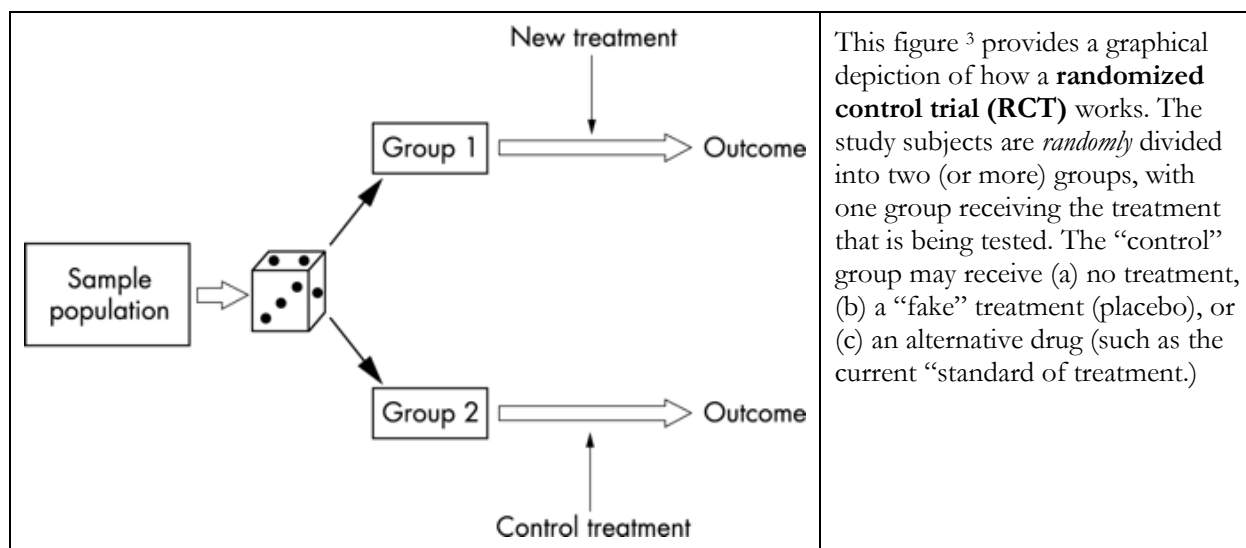 New treatment
Group 1
Outcome
Sample
population
Group 2
Outcome
Control treatment
This figure ³ provides a graphical
depiction of how a randomized
control trial (RCT) works. The
study subjects are randomly divided
into two (or more) groups, with
one group receiving the treatment
that is being tested. The “control”
group may receive (a) no treatment,
(b) a “fake” treatment (placebo), or
(c) an alternative drug (such as the
current “standard of treatment.)